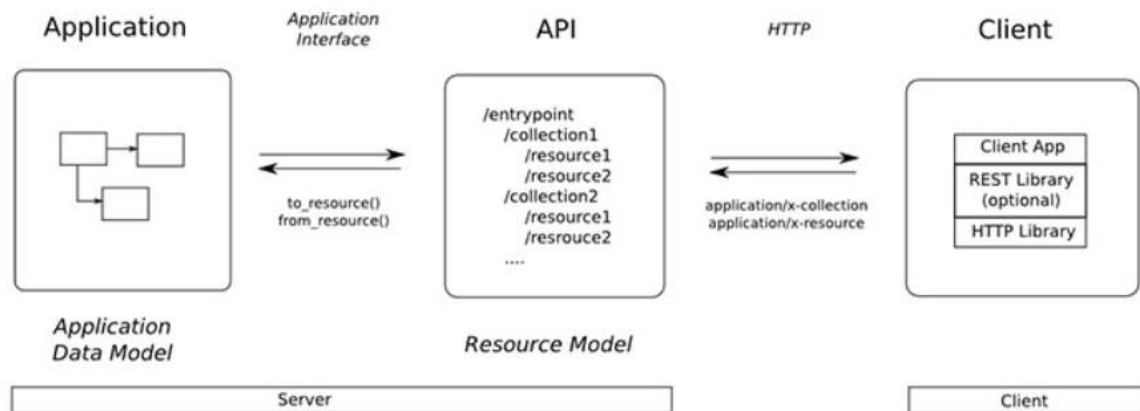 Application
Application
Interface
API
HTTP
Client
/entrypoint
/collection1
/resource1
/resource2
/collection2
/resource1
/resrouce2
....
to_resource()
from_resource()
application/x-collection
application/x-resource
Client App
REST Library
(optional)
HTTP Library
Application
Data Model
Resource Model
Server
Client